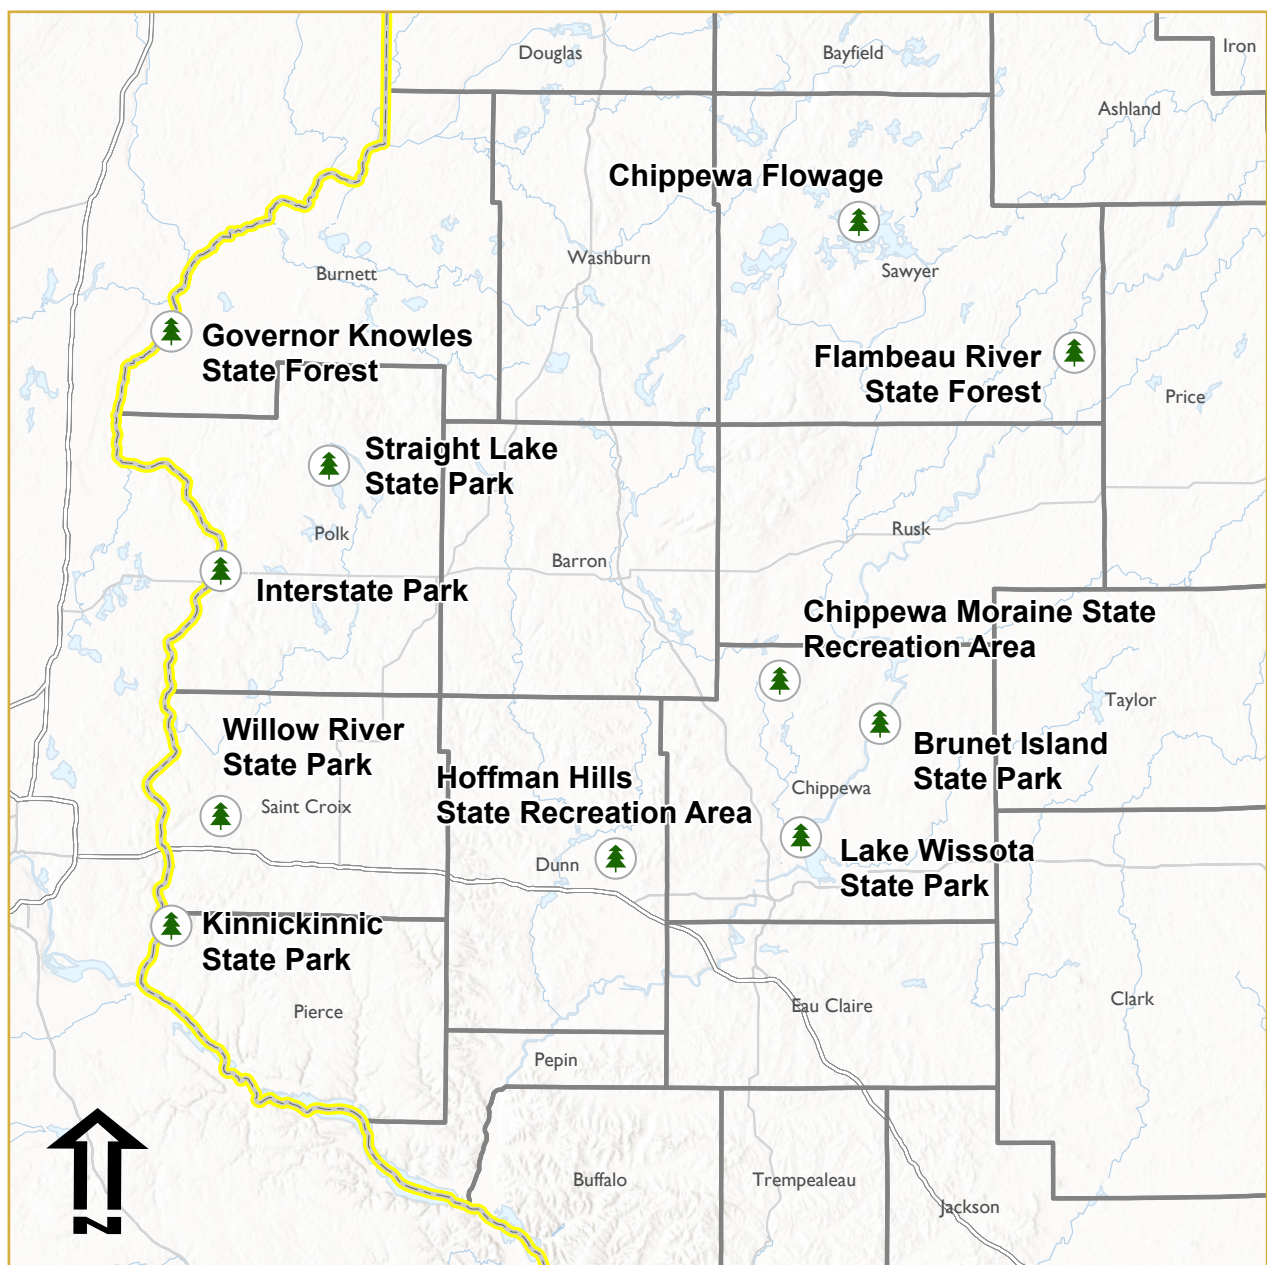 Douglas
Bayfield
Iron
Ashland
Chippewa Flowage
Washburn
Sawyer
Burnett
Governor Knowles
State Forest
Flambeau River
State Forest
Price
Straight Lake
State Park
Polk
Rusk
Barron
Interstate Park
Chippewa Moraine State
Recreation Area
Taylor
Willow River
State Park
Brunet Island
State Park
Hoffman Hills
State Recreation Area
Chippewa
Saint Croix
Lake Wissota
State Park
Dunn
Kinnickinnic
State Park
Pierce
Eau Claire
Clark
Pepin
Buffalo
Trempealeau
Jackson
N